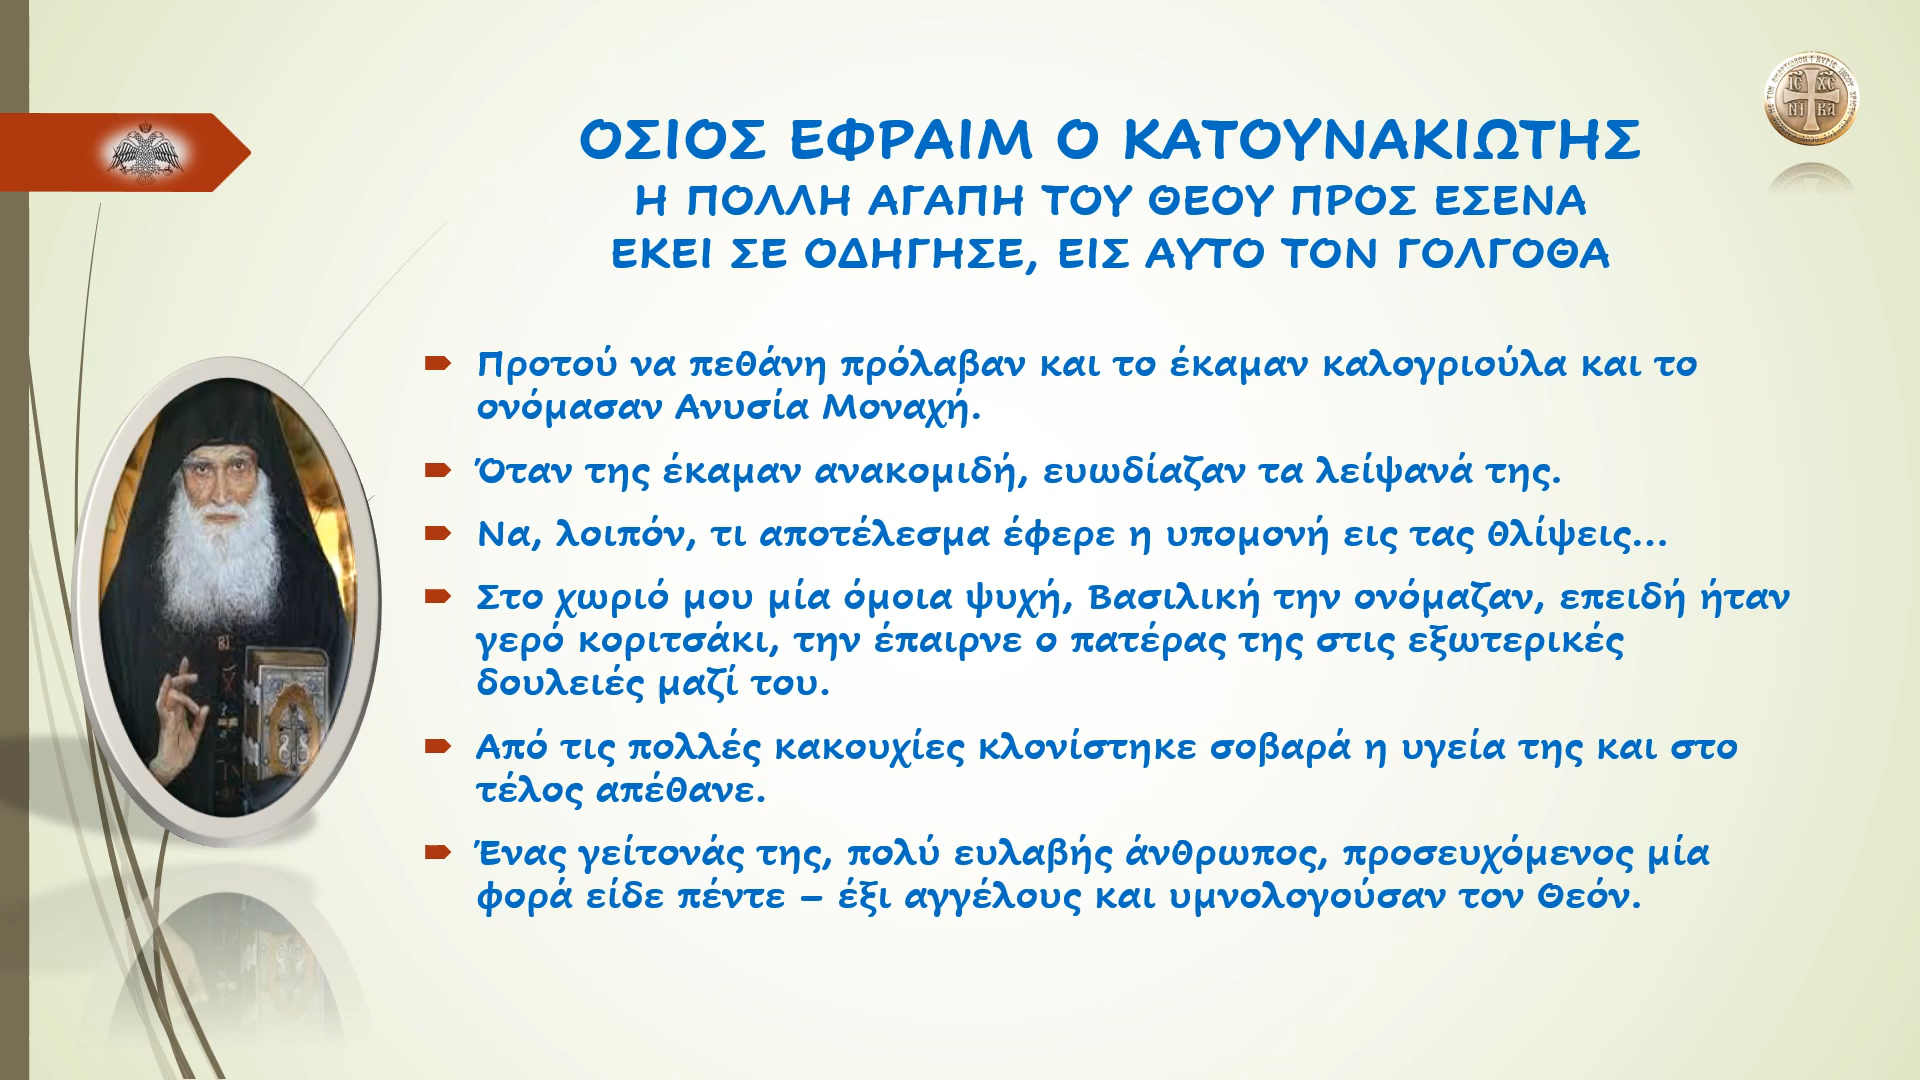 ΟΣΙΟΣ ΕΦΡΑΙΜ Ο ΚΑΤΟΥΝΑΚΙΩΤΗΣ
Η ΠΟΛΛΗ ΑΓΑΠΗ ΤΟΥ ΘΕΟΥ ΠΡΟΣ ΕΣΕΝΑ
ΕΚΕΙ ΣΕ ΟΔΗΓΗΣΕ, ΕΙΣ ΑΥΤΟ ΤΟΝ ΓΟΛΓΟΘΑ
Προτού να πεθάνη πρόλαβαν και το έκαμαν καλογριούλα και το
ονόμασαν Ανυσία Μοναχή.
Όταν της έκαμαν ανακομιδή, ευωδίαζαν τα λείψανά της.
Να, λοιπόν, τι αποτέλεσμα έφερε η υπομονή εις τας θλίψεις...
Στο χωριό μου μία όμοια ψυχή, Βασιλική την ονόμαζαν, επειδή ήταν
γερό κοριτσάκι, την έπαιρνε ο πατέρας της στις εξωτερικές
δουλειές μαζί του.
Από τις πολλές κακουχίες κλονίστηκε σοβαρά η υγεία της και στο
τέλος απέθανε.
Ένας γείτονάς της, πολύ ευλαβής άνθρωπος, προσευχόμενος μία
φορά είδε πέντε – έξι αγγέλους και υμνολογούσαν τον Θεόν.
IC XC
NI KA